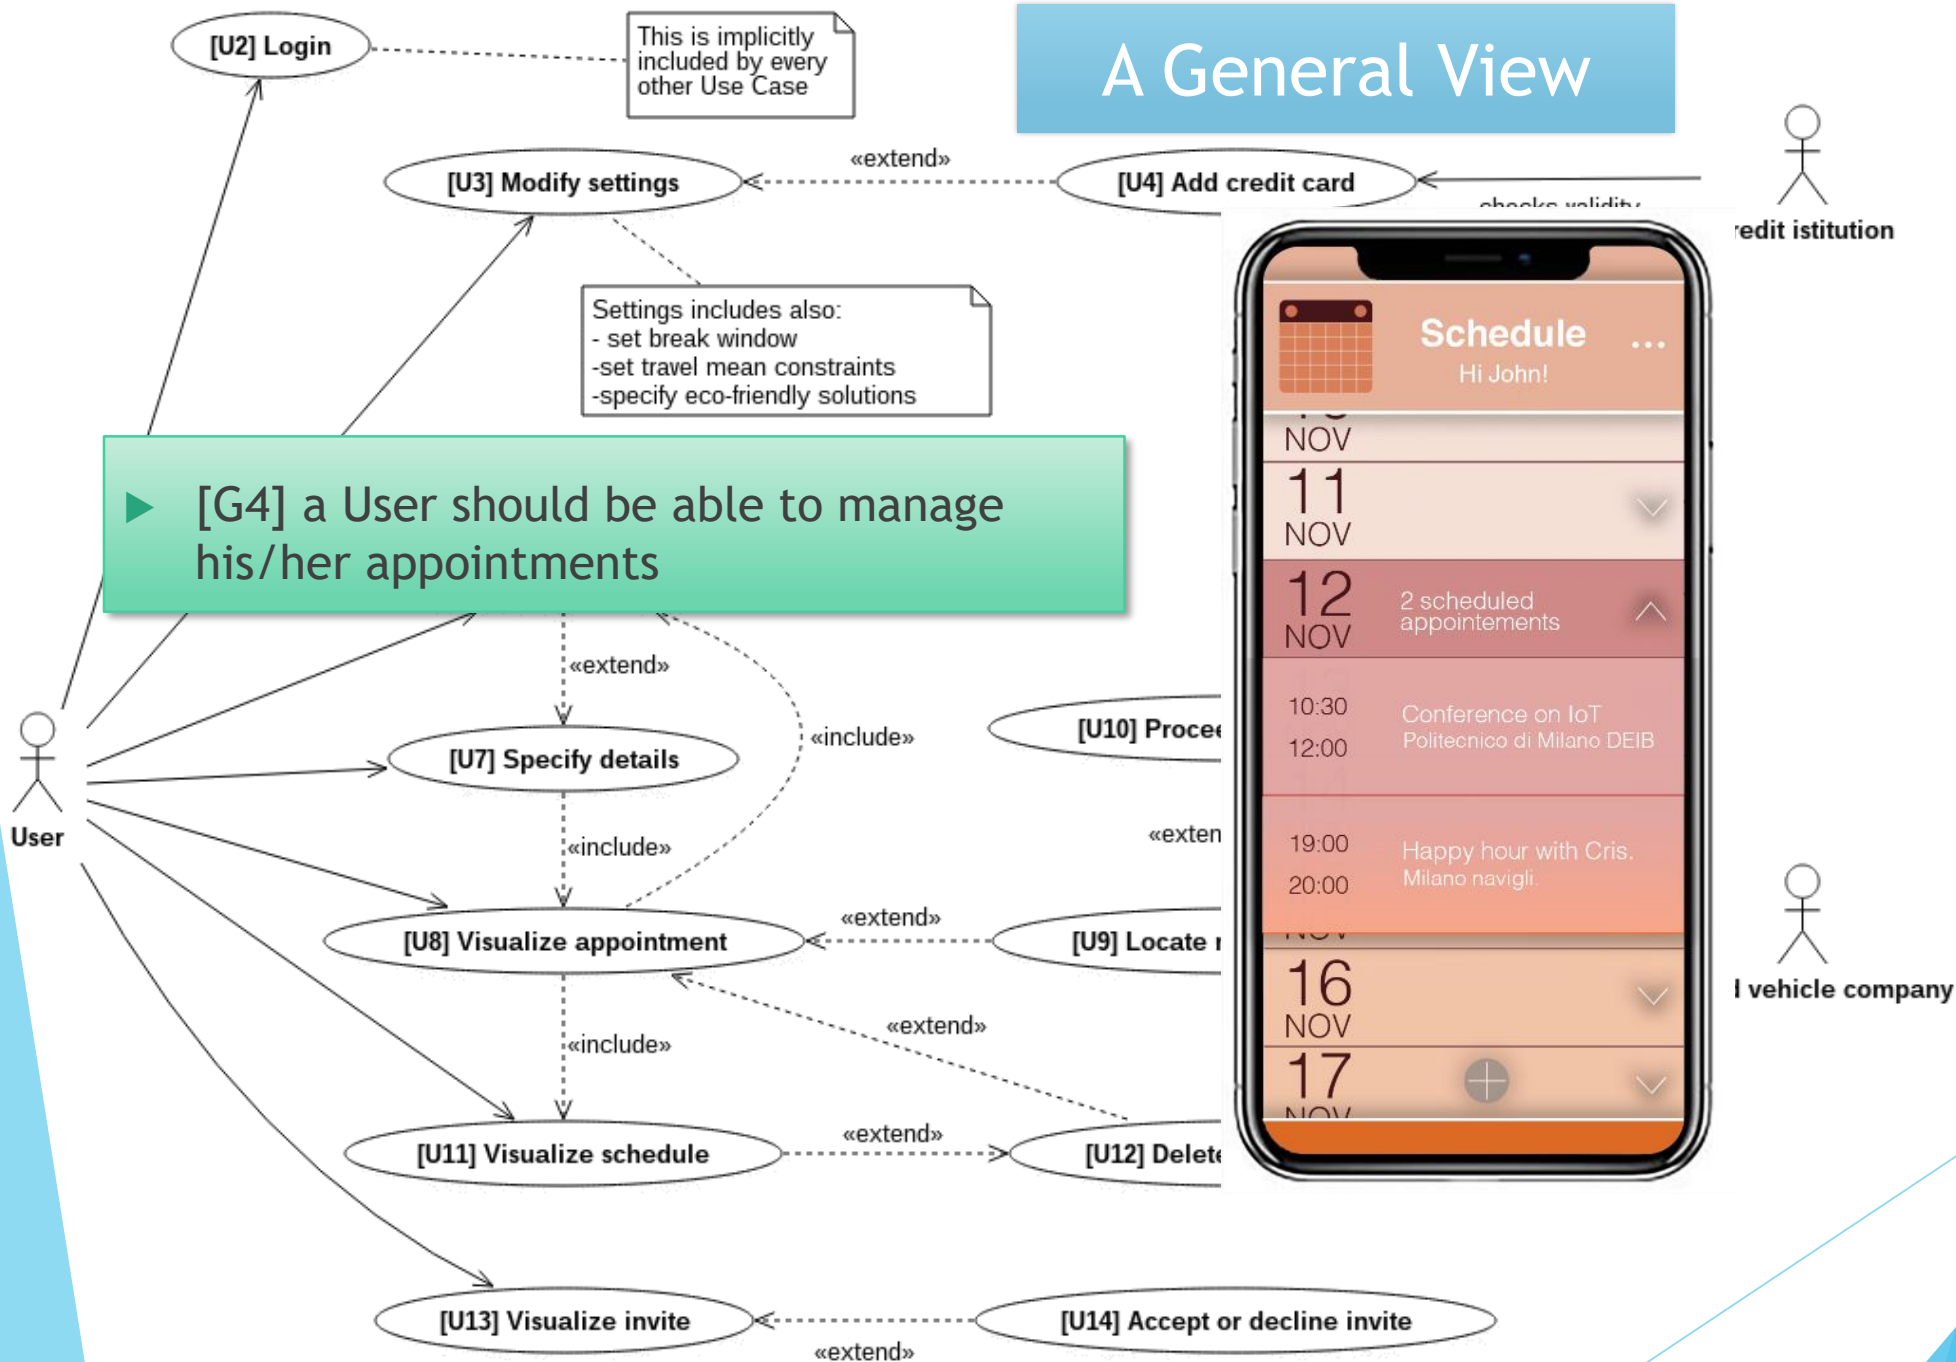 [U2] Login
This is implicitly
included by every
other Use Case
A General View
[U3] Modify settings
«extend»
[U4] Add credit card
checks validity
redit istitution
Settings includes also:
- set break window
-set travel mean constraints
-specify eco-friendly solutions
[G4] a User should be able to manage
his/her appointments
«extend»
«include»
[U7] Specify details
«include»
User
[U8] Visualize appointment
«extend»
[U9] Locate
[U10] Procee
«exten
«include»
«extend»
[U11] Visualize schedule
«extend»
[U12] Delete
[U13] Visualize invite
«extend»
[U14] Accept or decline invite
Schedule
...
Hi John!
NOV
11
NOV
12
NOV
2 scheduled
appointements
10:30
12:00
Conference on IoT
Politecnico di Milano DEIB
19:00
20:00
Happy hour with Cris.
Milano navigli.
NOV
16
NOV
17
NOV
vehicle company